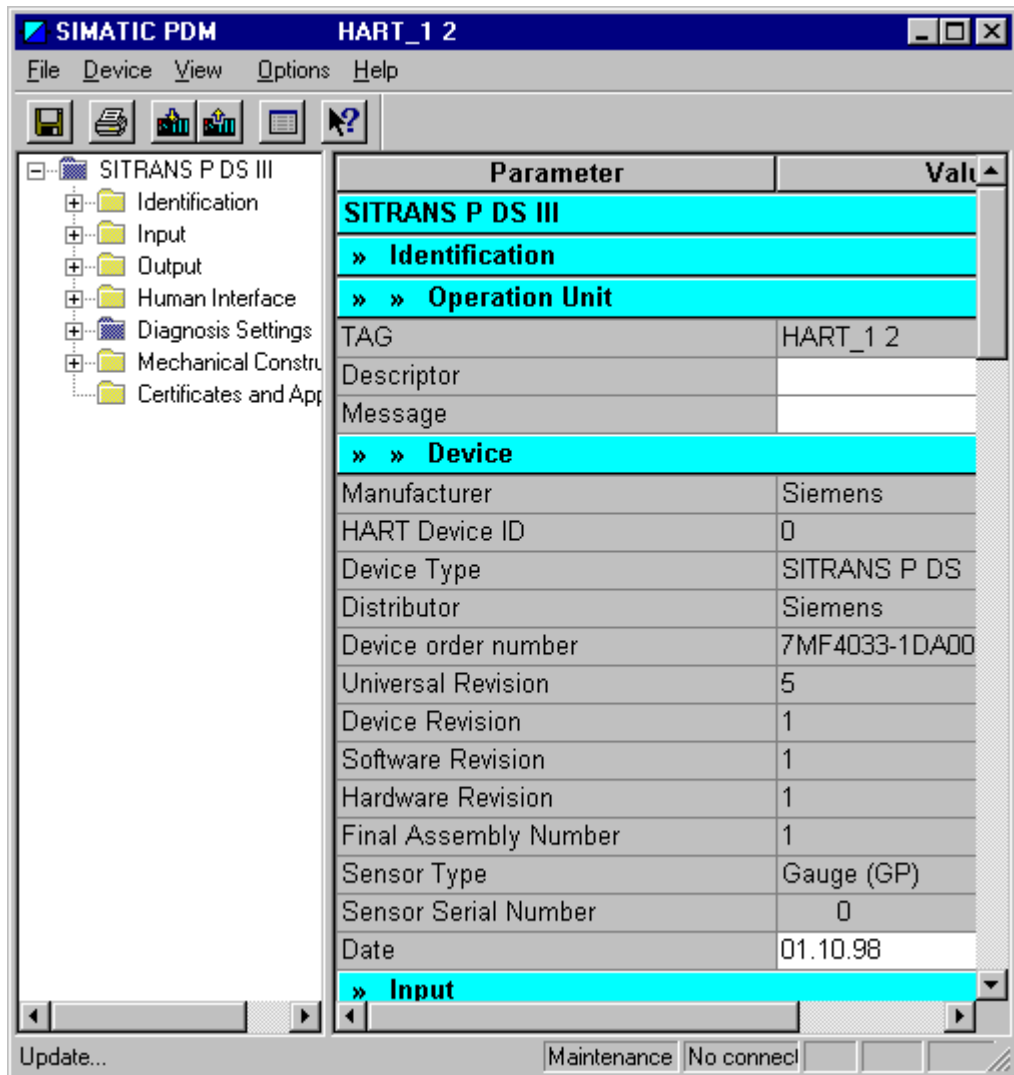 SIMATIC PDM HART_1 2
File Device View Options Help
SITRANS P DS III
Identification
Input
Output
Human Interface
Diagnosis Settings
Mechanical Constru
Certificates and App
Parameter Valu
SITRANS P DS III
» Identification
» » Operation Unit
TAG HART_1 2
Descriptor
Message
» » Device
Manufacturer Siemens
HART Device ID 0
Device Type SITRANS P DS
Distributor Siemens
Device order number 7MF4033-1DA00
Universal Revision 5
Device Revision 1
Software Revision 1
Hardware Revision 1
Final Assembly Number 1
Sensor Type Gauge (GP)
Sensor Serial Number 0
Date 01.10.98
» Input
Update... Maintenance No connect